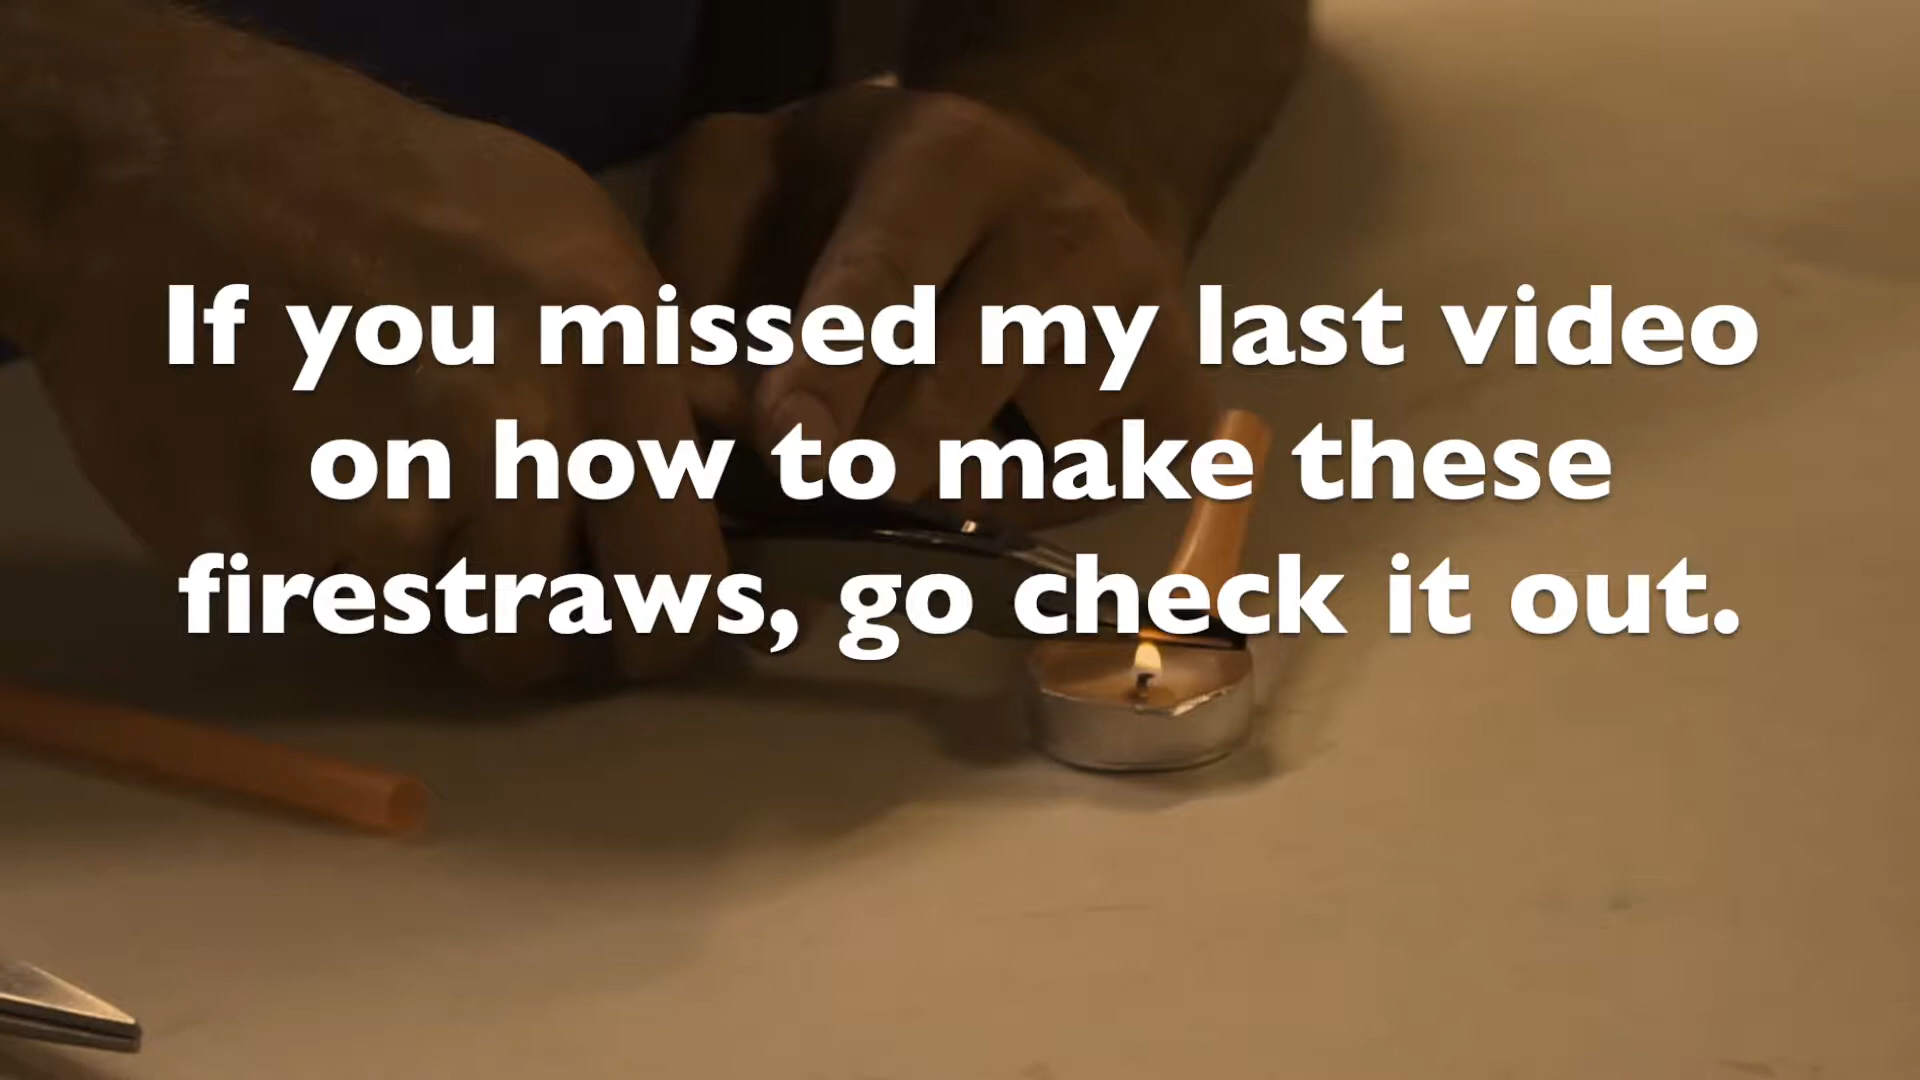 If you missed my last video
on how to make these
firestraws, go check it out.